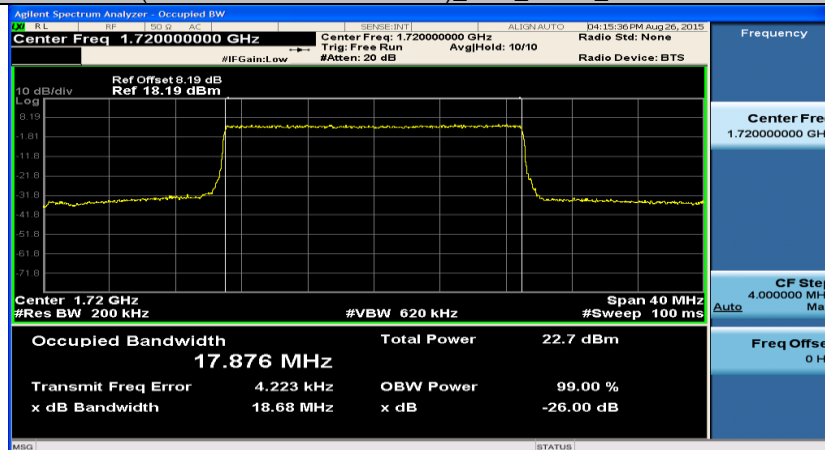 Agilent Spectrum Analyzer - Occupied BW
LXI RL RF 50 Ω AC SENSE:INT ALIGN AUTO 04:15:36 PM Aug 26, 2015
Center Freq 1.720000000 GHz
Center Freq: 1.720000000 GHz
Radio Std: None
Trig: Free Run Avg|Hold: 10/10
#IFGain:Low
#Atten: 20 dB
Radio Device: BTS
Ref Offset 8.19 dB
10 dB/div Ref 18.19 dBm
Log
8.19
-1.81
-11.8
-21.8
-31.8
-41.8
-51.8
-61.8
-71.8
Center 1.72 GHz
Span 40 MHz
#Res BW 200 kHz
#VBW 620 kHz
#Sweep 100 ms
Occupied Bandwidth
Total Power 22.7 dBm
17.876 MHz
Transmit Freq Error 4.223 kHz
OBW Power 99.00 %
x dB Bandwidth 18.68 MHz
x dB -26.00 dB
MSG
STATUS
Frequency
Center Fre
1.720000000 GH
CF Ste
4.000000 MH
Auto Ma
Freq Offse
0 H